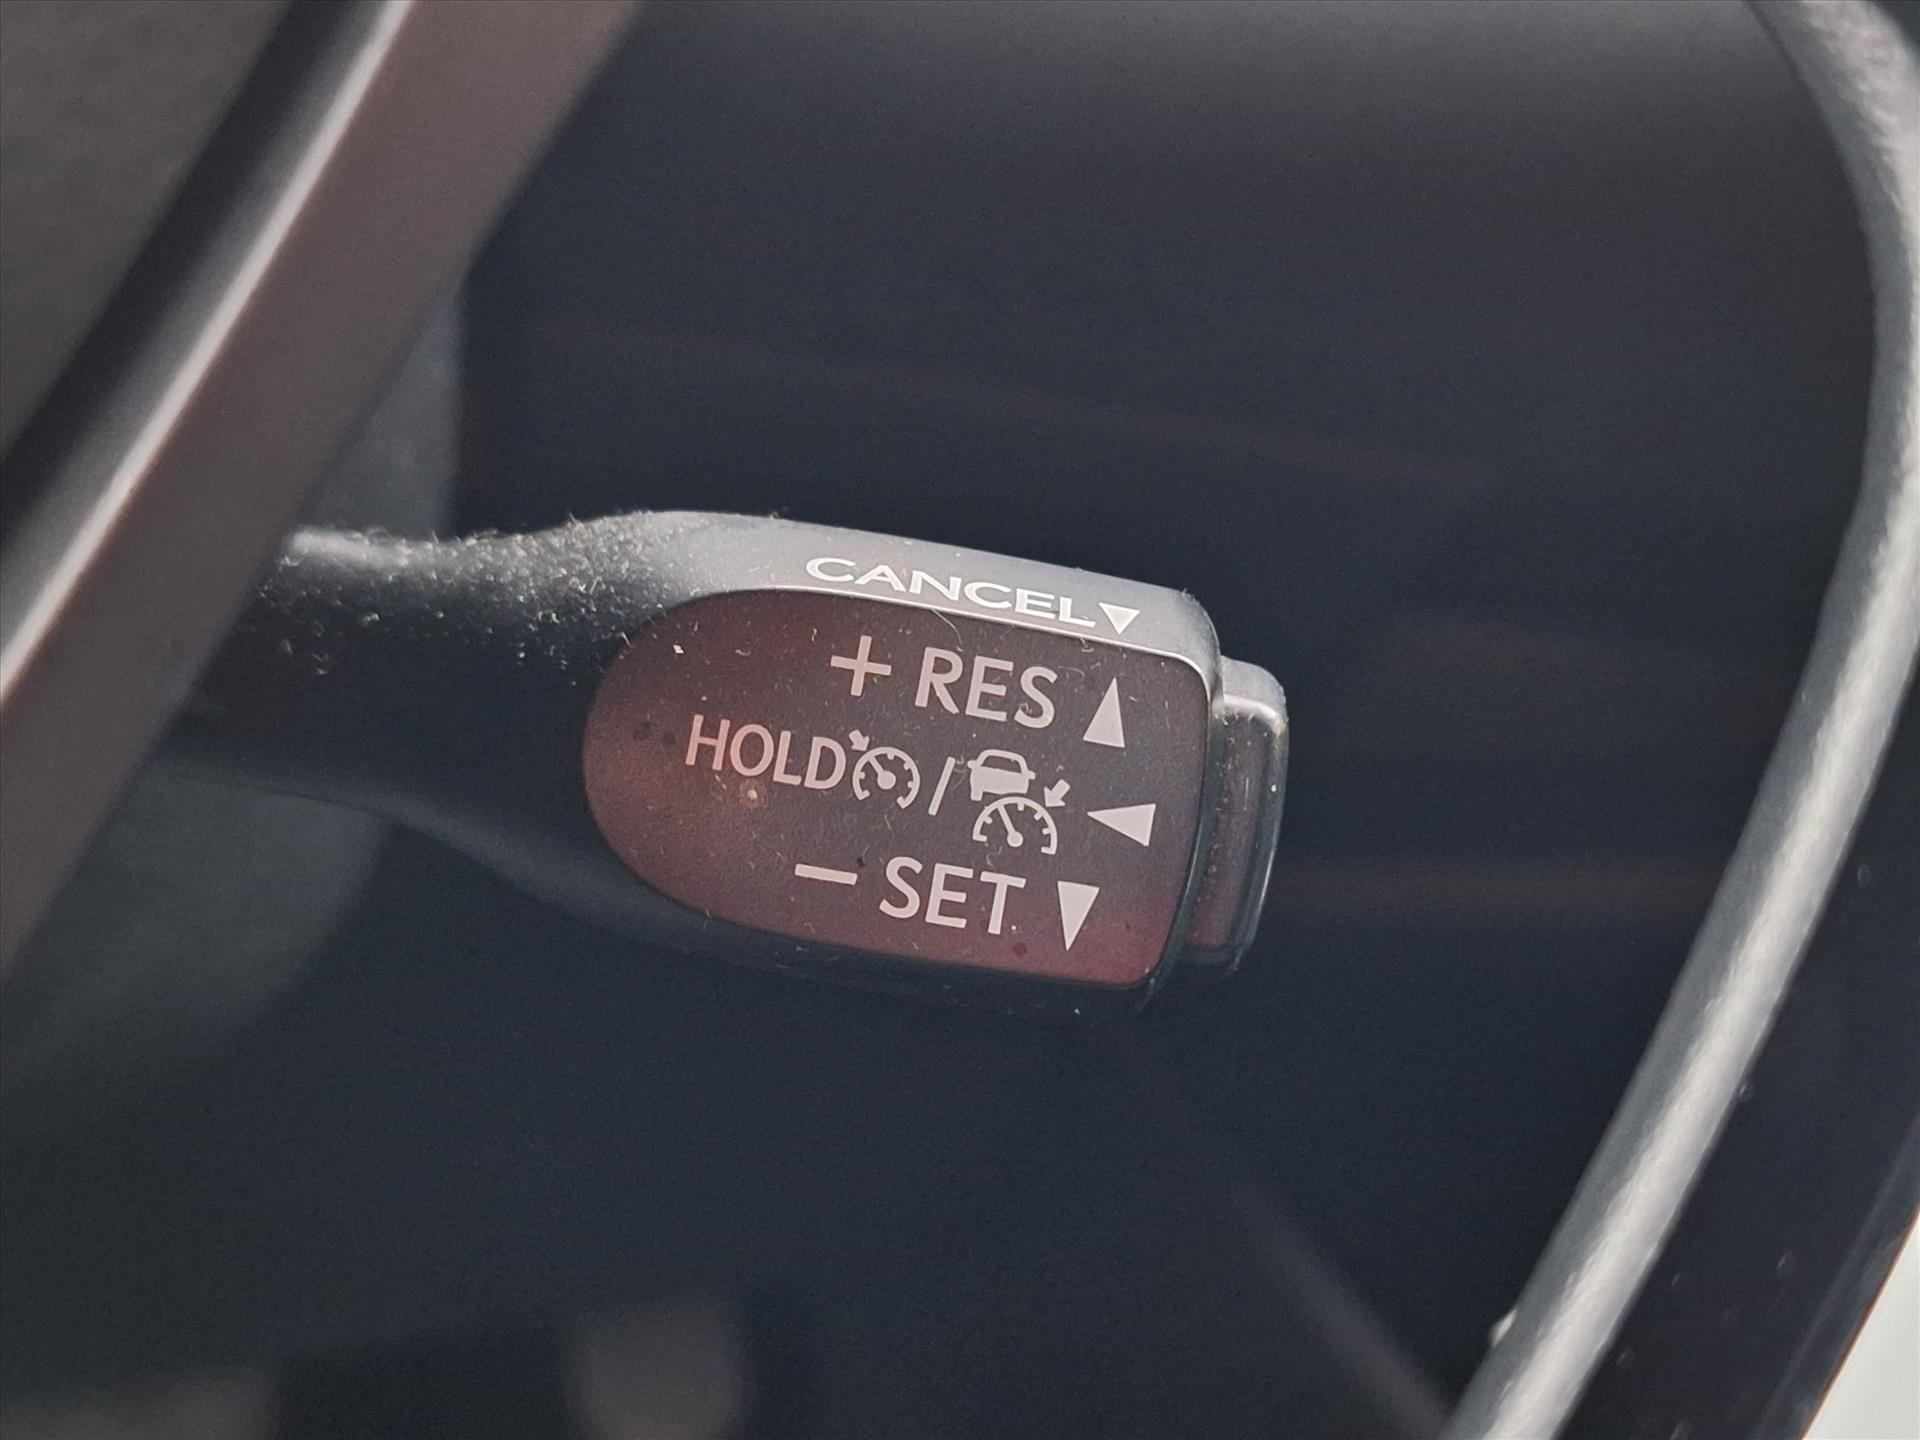 CANCEL▼
+ RES ▲
HOLD / ◀
− SET ▼